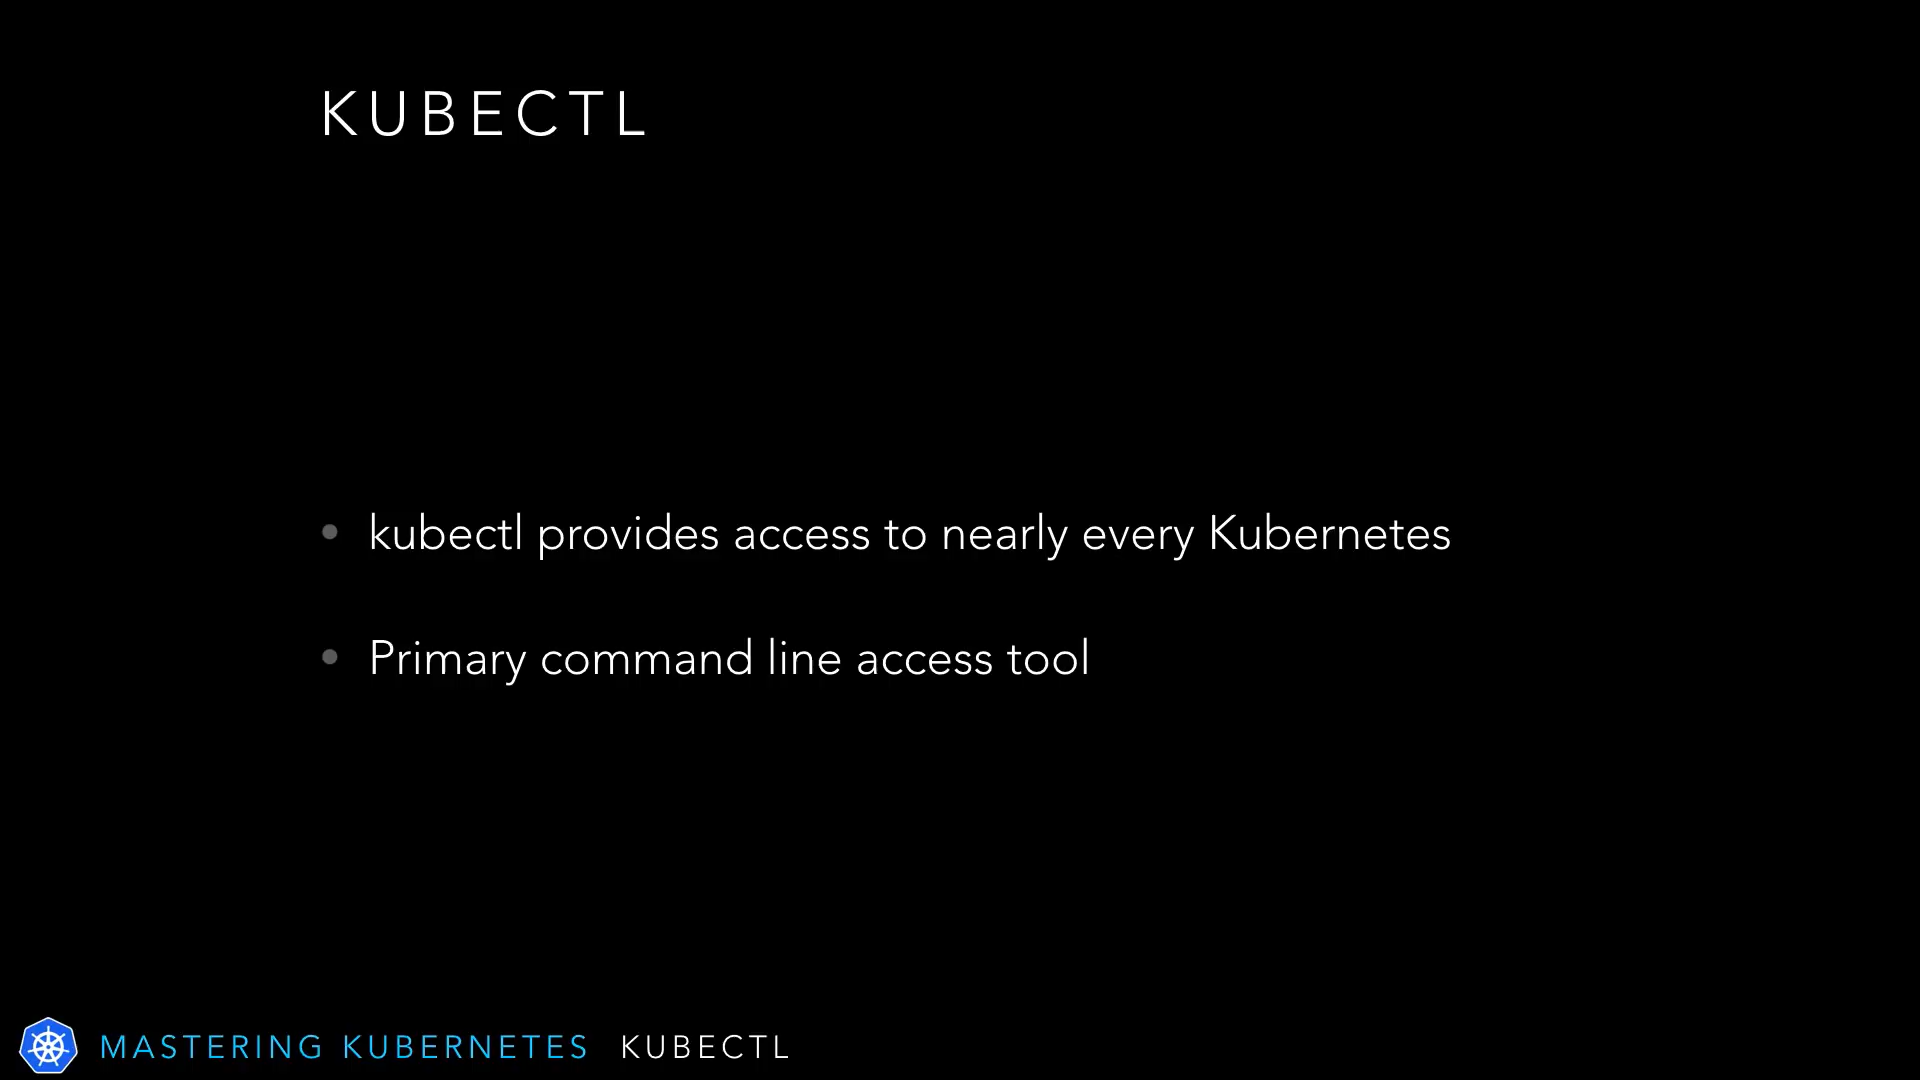 KUBECTL
• kubectl provides access to nearly every Kubernetes
• Primary command line access tool
MASTERING KUBERNETES KUBECTL